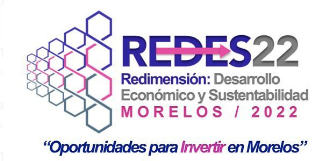 REDES22
Redimensión: Desarrollo
Económico y Sustentabilidad
MORELOS / 2022
“Oportunidades para Invertir en Morelos”